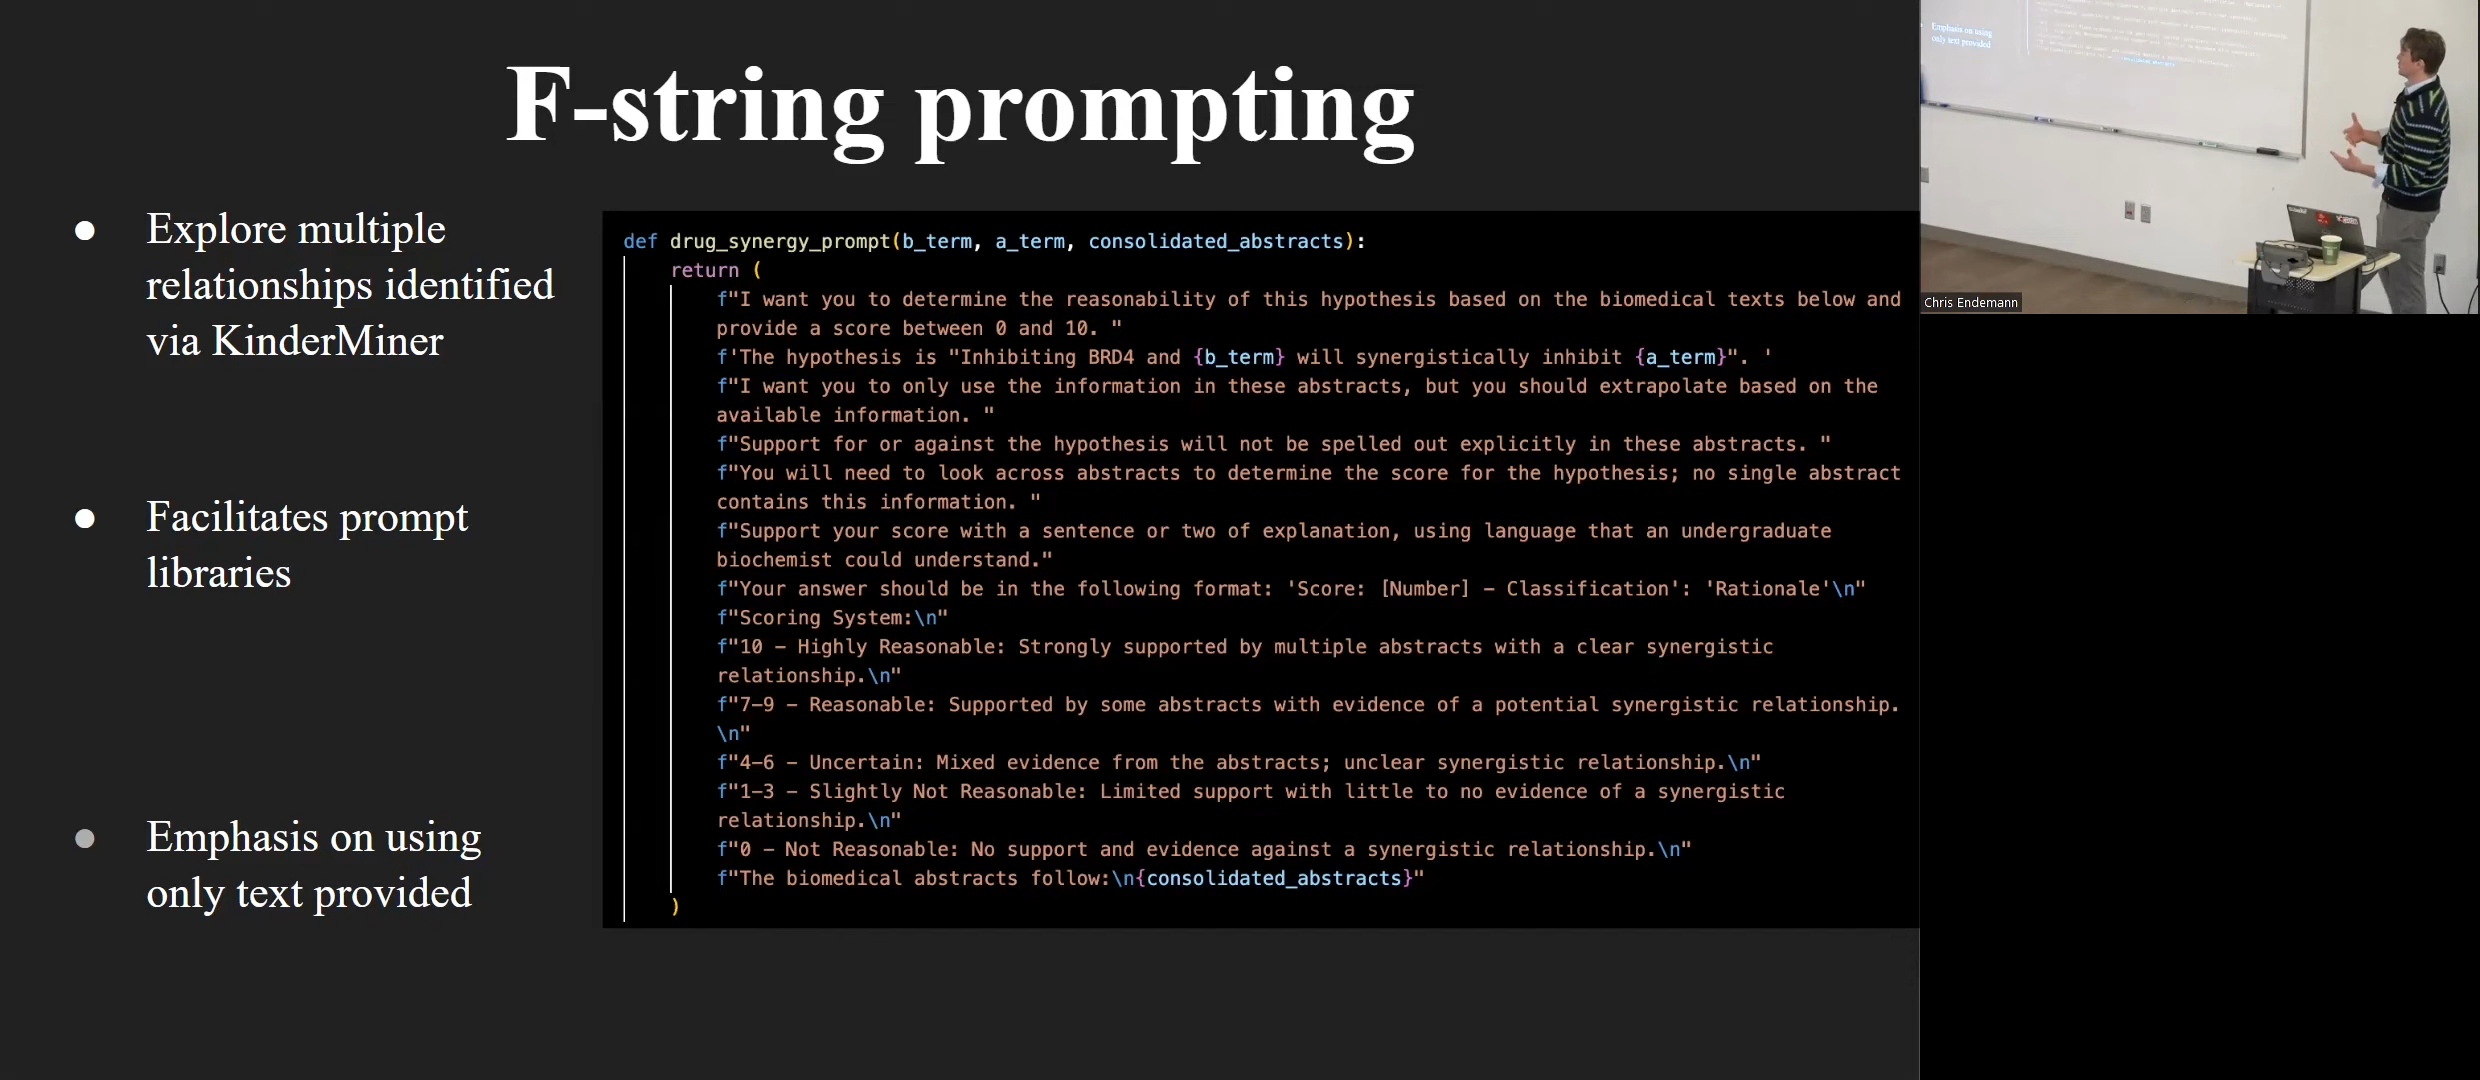 F-string prompting
● Explore multiple
relationships identified
via KinderMiner
● Facilitates prompt
libraries
● Emphasis on using
only text provided
def drug_synergy_prompt(b_term, a_term, consolidated_abstracts):
return (
f"I want you to determine the reasonability of this hypothesis based on the biomedical texts below and
provide a score between 0 and 10. "
f'The hypothesis is "Inhibiting BRD4 and {b_term} will synergistically inhibit {a_term}". '
f"I want you to only use the information in these abstracts, but you should extrapolate based on the
available information. "
f"Support for or against the hypothesis will not be spelled out explicitly in these abstracts. "
f"You will need to look across abstracts to determine the score for the hypothesis; no single abstract
contains this information. "
f"Support your score with a sentence or two of explanation, using language that an undergraduate
biochemist could understand."
f"Your answer should be in the following format: 'Score: [Number] – Classification': 'Rationale'\n"
f"Scoring System:\n"
f"10 – Highly Reasonable: Strongly supported by multiple abstracts with a clear synergistic
relationship.\n"
f"7–9 – Reasonable: Supported by some abstracts with evidence of a potential synergistic relationship.
\n"
f"4–6 – Uncertain: Mixed evidence from the abstracts; unclear synergistic relationship.\n"
f"1–3 – Slightly Not Reasonable: Limited support with little to no evidence of a synergistic
relationship.\n"
f"0 – Not Reasonable: No support and evidence against a synergistic relationship.\n"
f"The biomedical abstracts follow:\n{consolidated_abstracts}"
)
Emphasis on using
only text provided
Chris Endemann